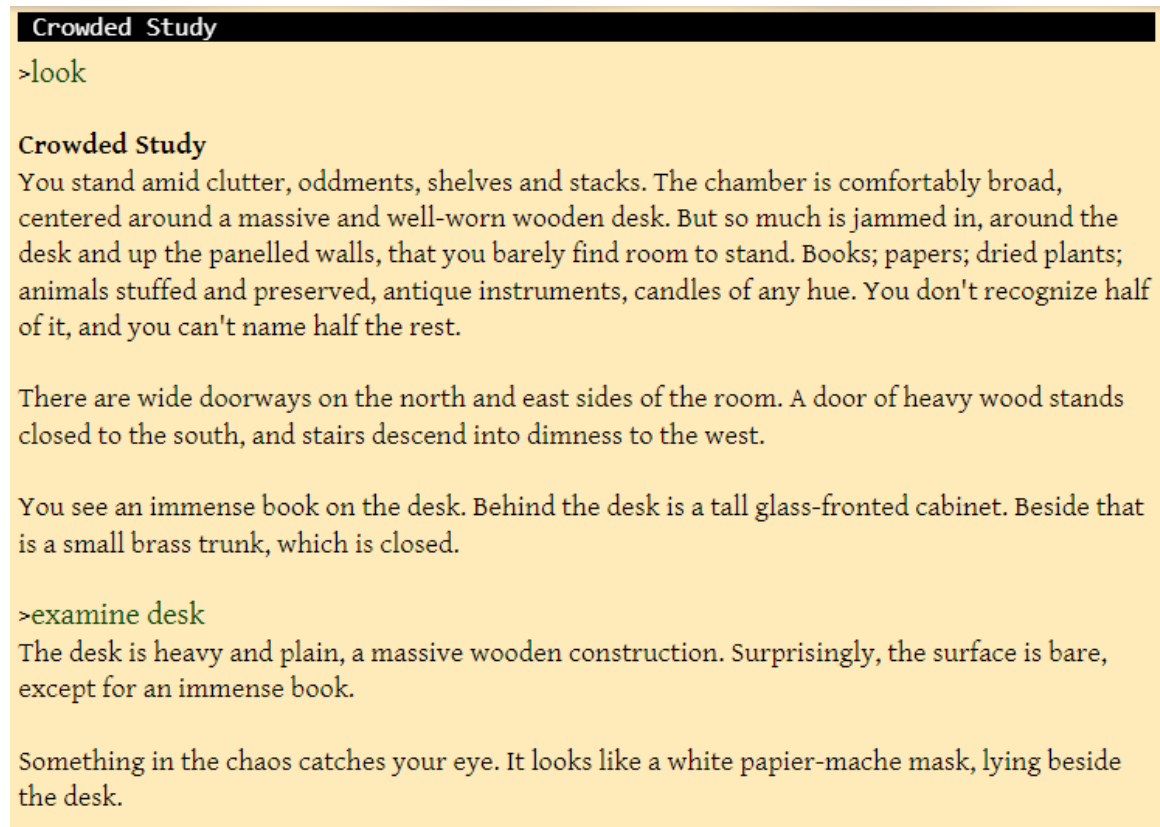 Crowded Study
>look
Crowded Study
You stand amid clutter, oddments, shelves and stacks. The chamber is comfortably broad,
centered around a massive and well-worn wooden desk. But so much is jammed in, around the
desk and up the panelled walls, that you barely find room to stand. Books; papers; dried plants;
animals stuffed and preserved, antique instruments, candles of any hue. You don't recognize half
of it, and you can't name half the rest.
There are wide doorways on the north and east sides of the room. A door of heavy wood stands
closed to the south, and stairs descend into dimness to the west.
You see an immense book on the desk. Behind the desk is a tall glass-fronted cabinet. Beside that
is a small brass trunk, which is closed.
>examine desk
The desk is heavy and plain, a massive wooden construction. Surprisingly, the surface is bare,
except for an immense book.
Something in the chaos catches your eye. It looks like a white papier-mache mask, lying beside
the desk.